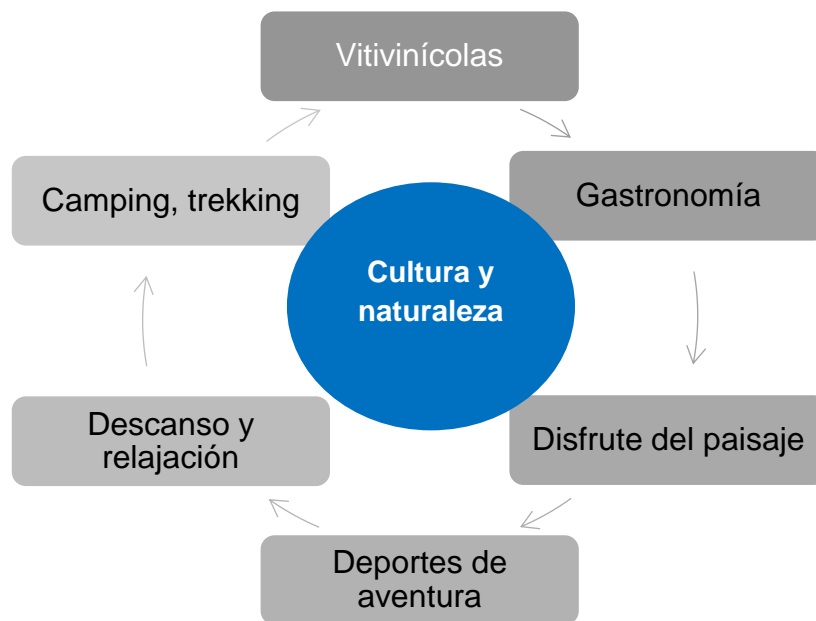 Vitivinícolas
Camping, trekking
Gastronomía
Cultura y
naturaleza
Descanso y
relajación
Disfrute del paisaje
Deportes de
aventura